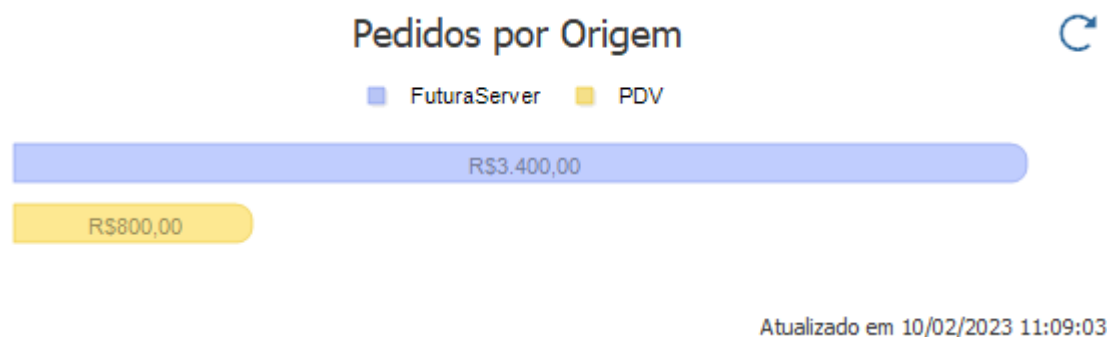 Pedidos por Origem
FuturaServer PDV
R$3.400,00
R$800,00
Atualizado em 10/02/2023 11:09:03